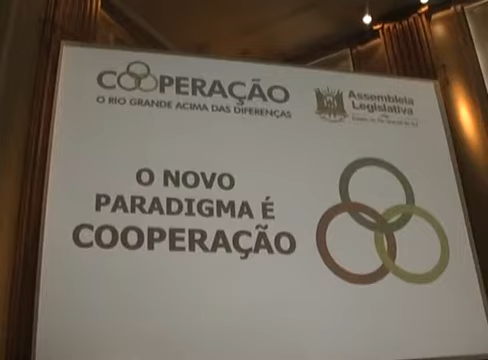 COOPERAÇÃO
O RIO GRANDE ACIMA DAS DIFERENÇAS
Assembleia
Legislativa
O NOVO
PARADIGMA É
COOPERAÇÃO